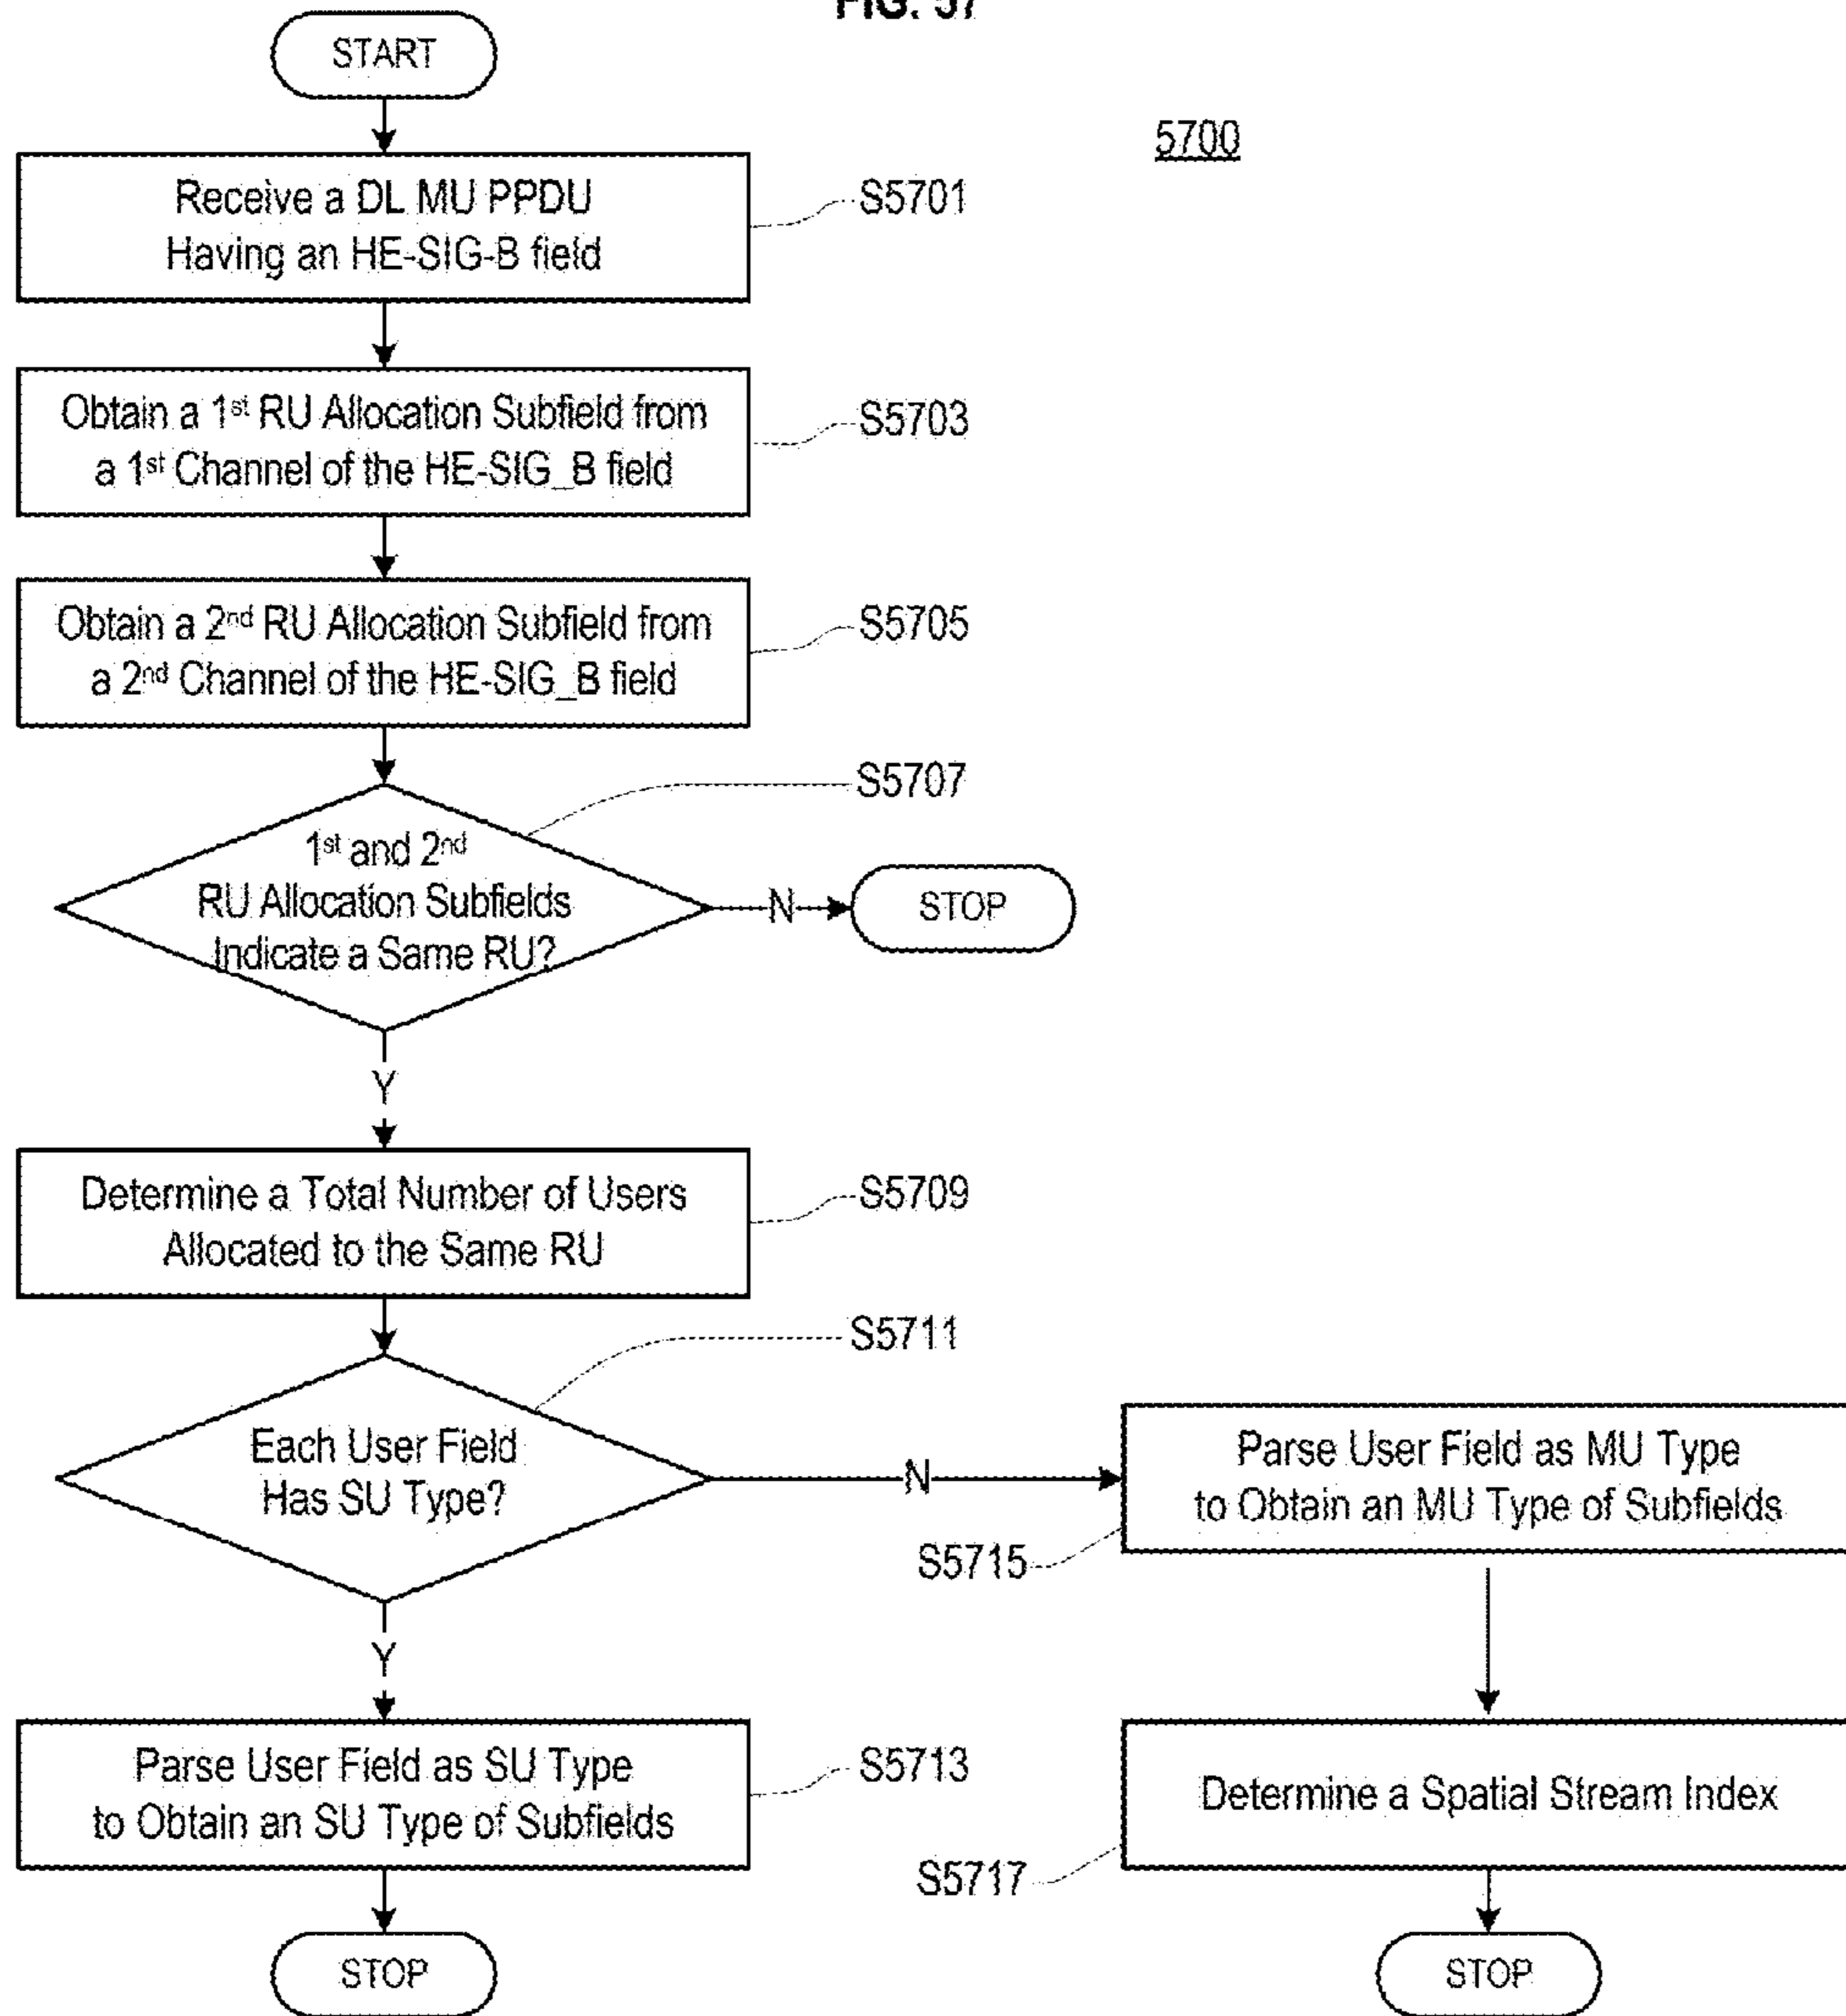 FIG. 57
START
5700
Receive a DL MU PPDU
Having an HE-SIG-B field
S5701
Obtain a 1st RU Allocation Subfield from
a 1st Channel of the HE-SIG_B field
S5703
Obtain a 2nd RU Allocation Subfield from
a 2nd Channel of the HE-SIG_B field
S5705
S5707
1st and 2nd
RU Allocation Subfields
Indicate a Same RU?
N
STOP
Y
Determine a Total Number of Users
Allocated to the Same RU
S5709
S5711
Each User Field
Has SU Type?
N
Parse User Field as MU Type
to Obtain an MU Type of Subfields
S5715
Y
Parse User Field as SU Type
to Obtain an SU Type of Subfields
S5713
Determine a Spatial Stream Index
S5717
STOP
STOP